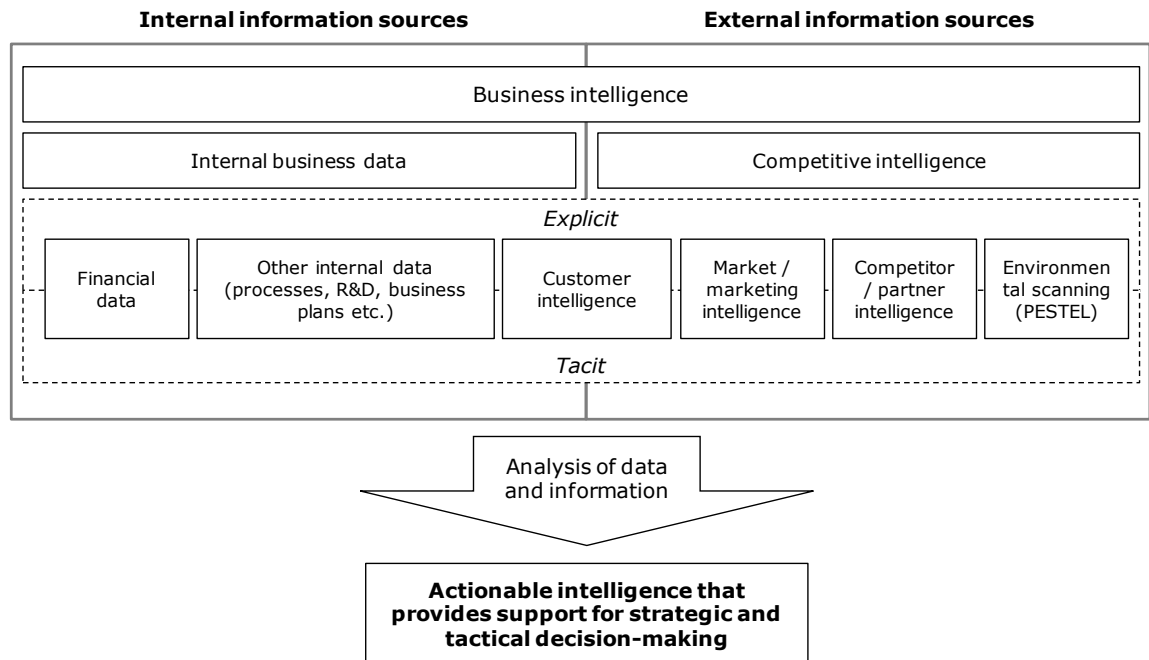 Internal information sources
External information sources
Business intelligence
Internal business data
Competitive intelligence
Explicit
Financial
data
Other internal data
(processes, R&D, business
plans etc.)
Customer
intelligence
Market /
marketing
intelligence
Competitor
/ partner
intelligence
Environmen
tal scanning
(PESTEL)
Tacit
Analysis of data
and information
Actionable intelligence that
provides support for strategic and
tactical decision-making